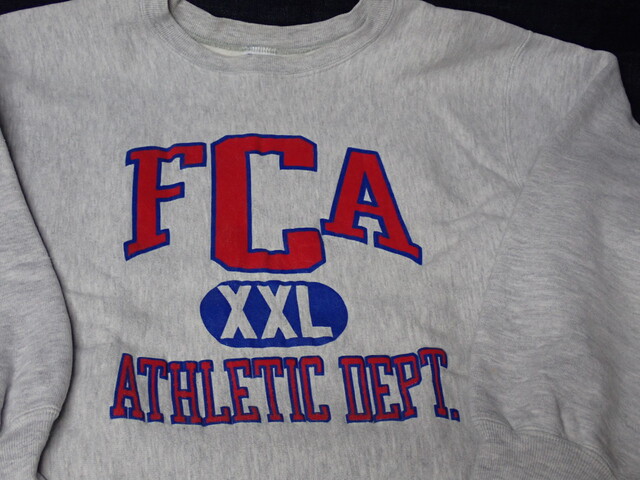 FCA
XXL
ATHLETIC DEPT.